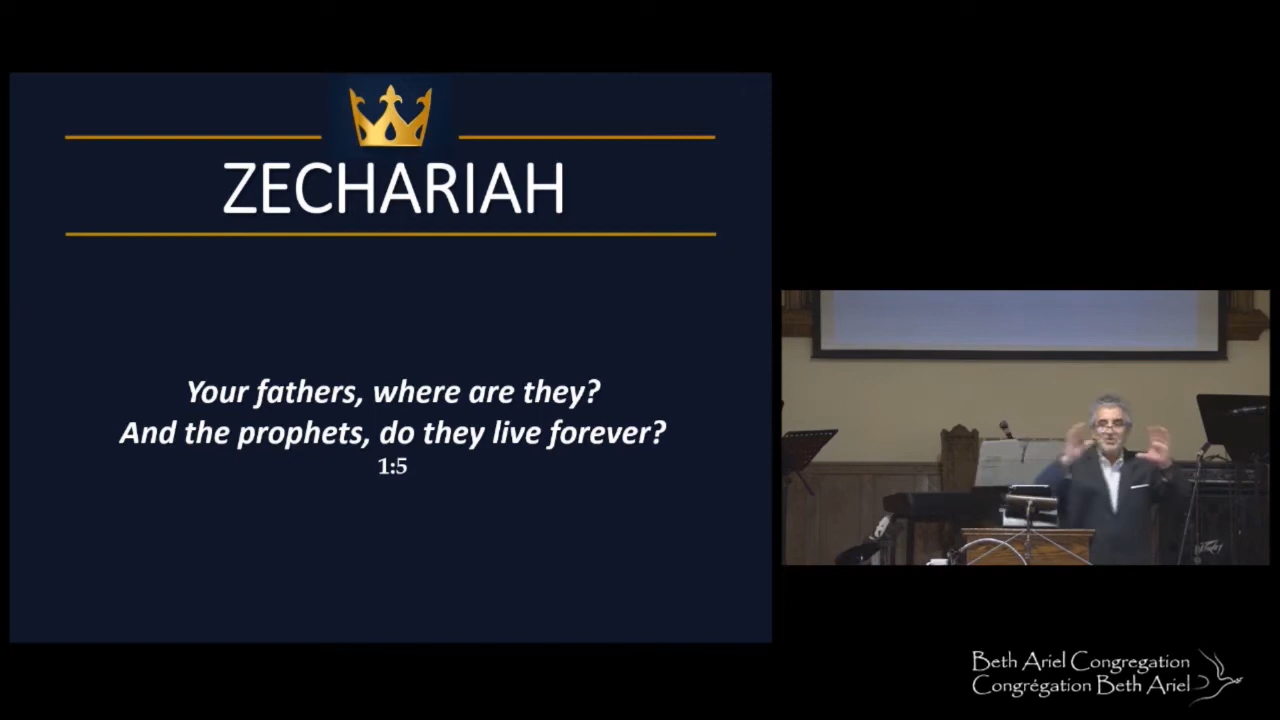 ZECHARIAH
Your fathers, where are they?
And the prophets, do they live forever?
1:5
Beth Ariel Congregation
Congrégation Beth Ariel